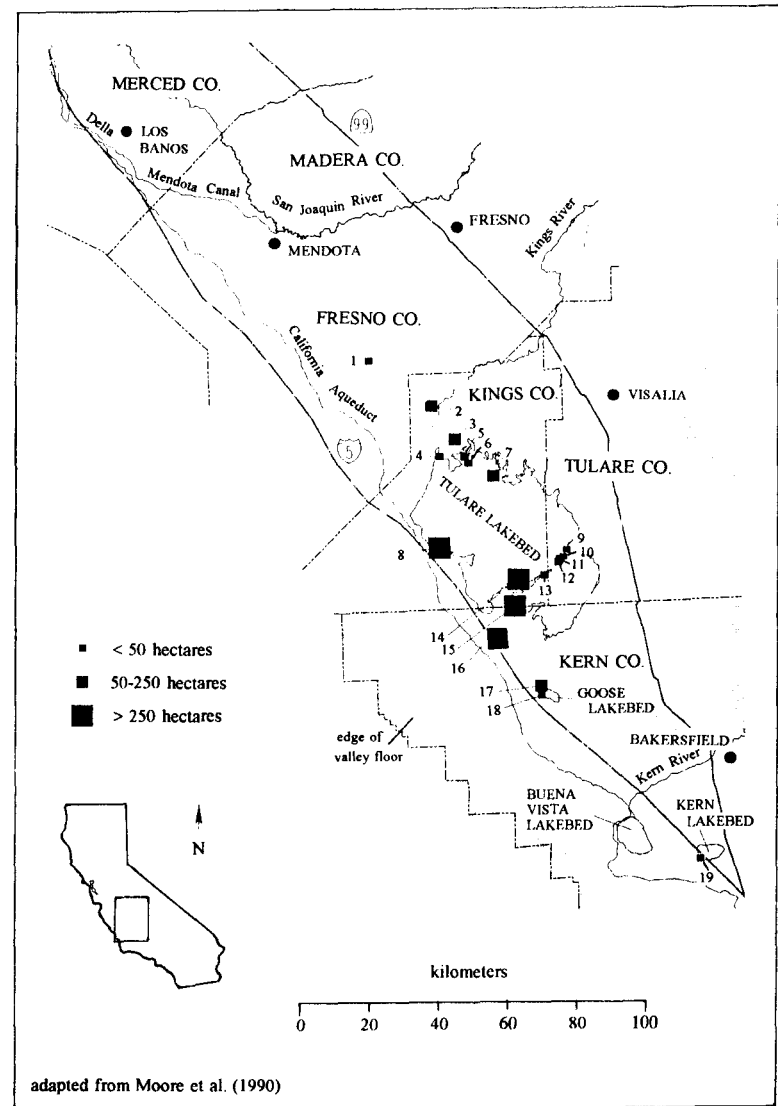 MERCED CO.
Della
LOS
BANOS
99
MADERA CO.
Mendota Canal
San Joaquin River
FRESNO
Kings River
MENDOTA
FRESNO CO.
1
California
Aqueduct
KINGS CO.
VISALIA
2
3
5
6
4
7
5
TULARE CO.
TULARE LAKEBED
8
9
10
11
12
13
14
15
16
KERN CO.
< 50 hectares
50-250 hectares
> 250 hectares
17
18
GOOSE
LAKEBED
edge of
valley floor
BAKERSFIELD
Kern River
BUENA
VISTA
LAKEBED
KERN
LAKEBED
N
19
kilometers
0 20 40 60 80 100
adapted from Moore et al. (1990)